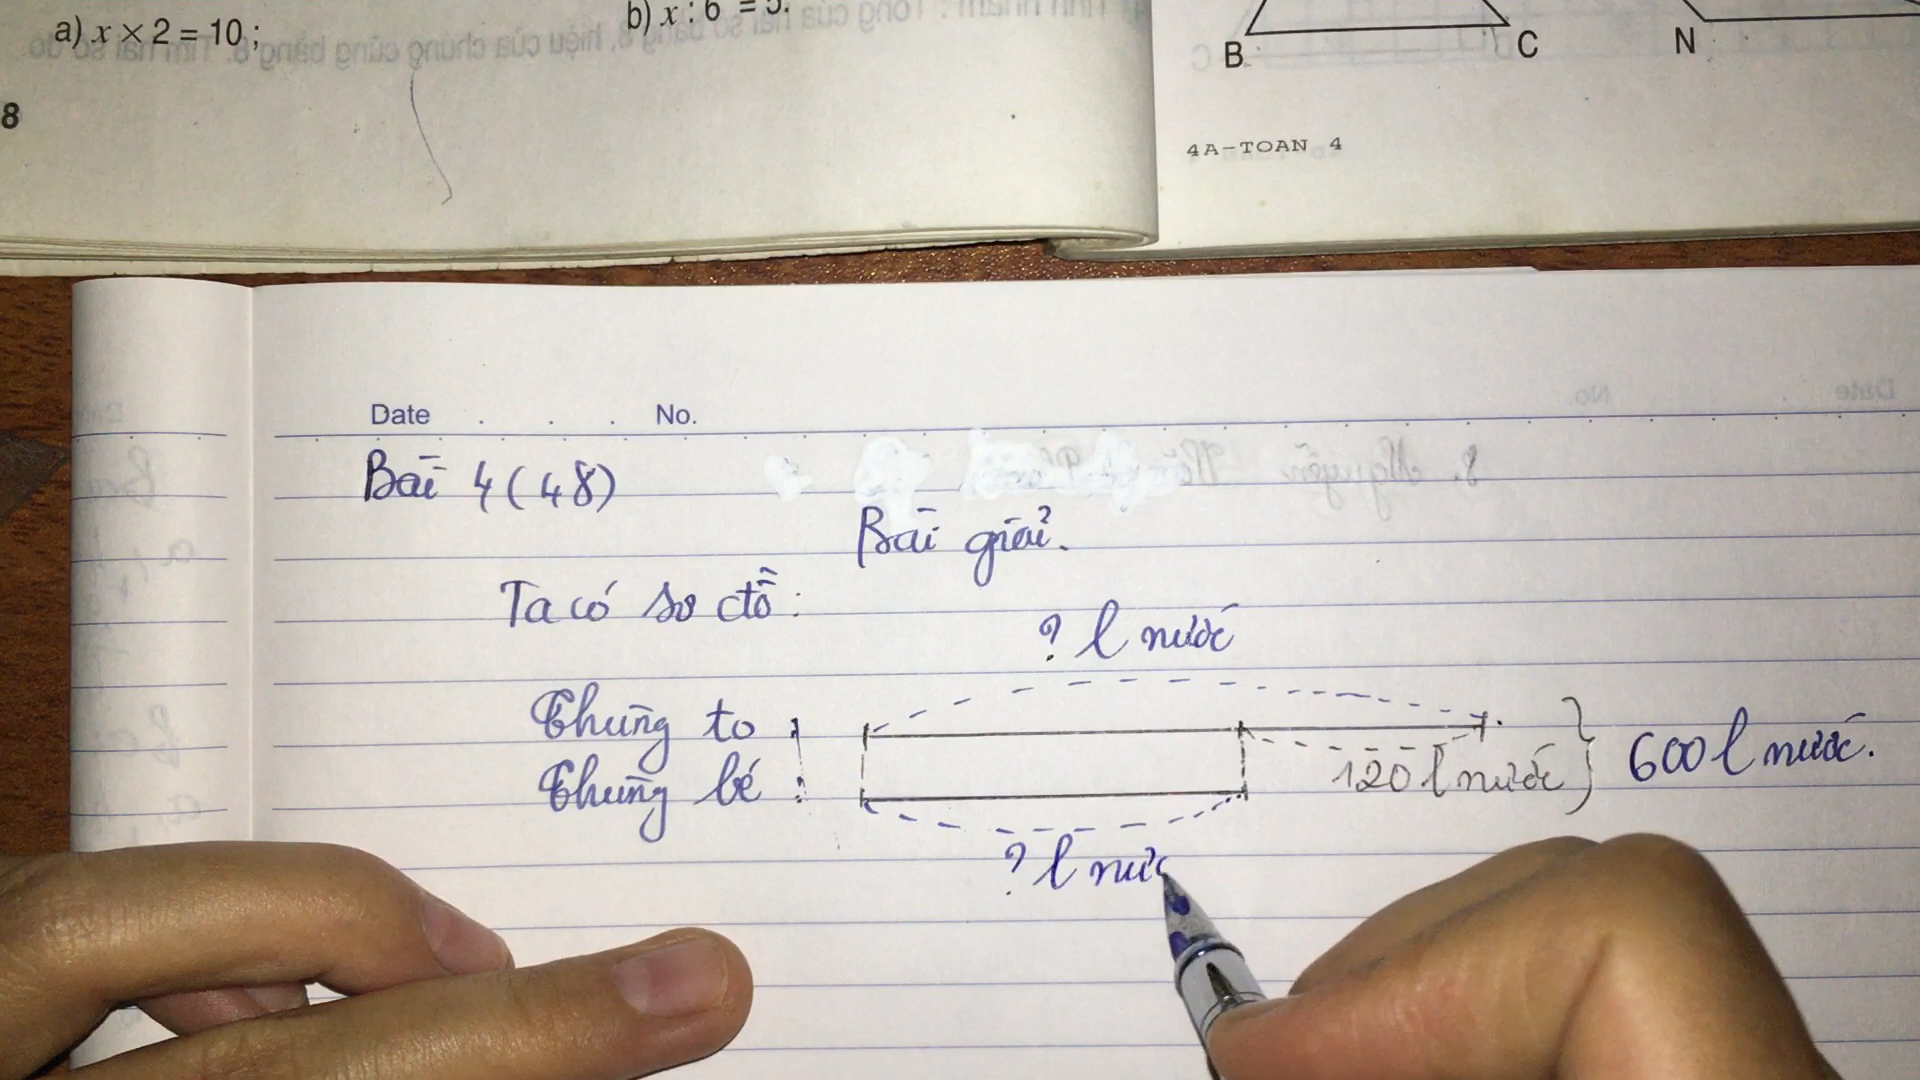 a) x × 2 = 10 ;
b) x : 6 = 5.
8
B
C
N
4A-TOAN 4
Date . . . No.
Bài 4 (48)
Bài giải.
Ta có sơ đồ :
? l nước
Thùng to :
Thùng bé :
120 l nước
600 l nước.
? l nướ